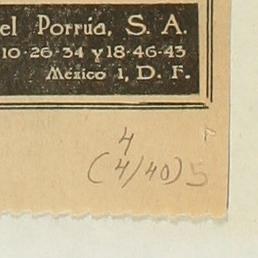 el Porrúa, S. A.
10-26-34 y 18-46-43
México 1, D. F.
4
(4/40) 5